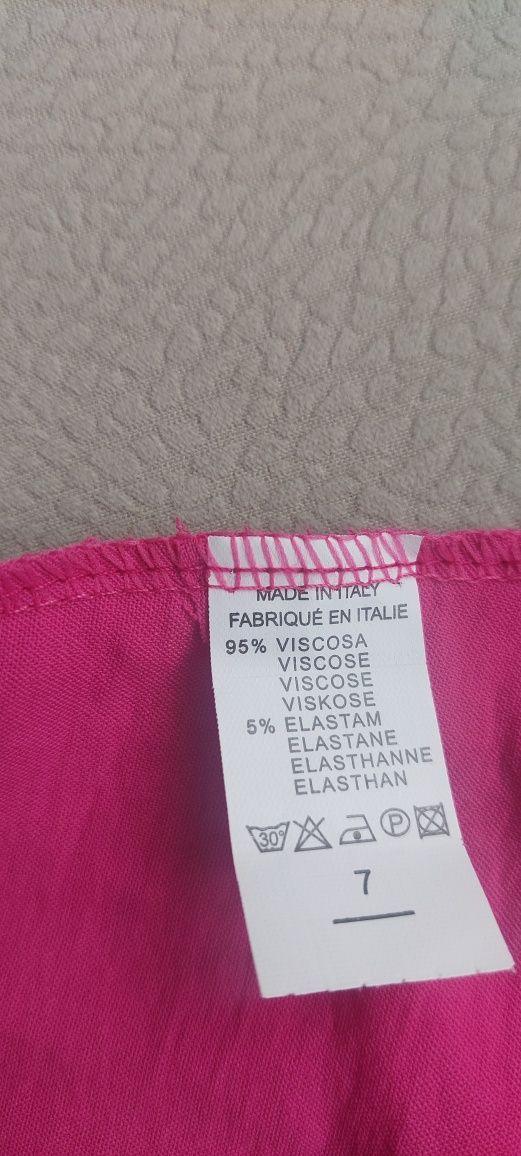 MADE IN ITALY
FABRIQUÉ EN ITALIE
95% VISCOSA
VISCOSE
VISCOSE
VISKOSE
5% ELASTAM
ELASTANE
ELASTHANNE
ELASTHAN
30° P
7